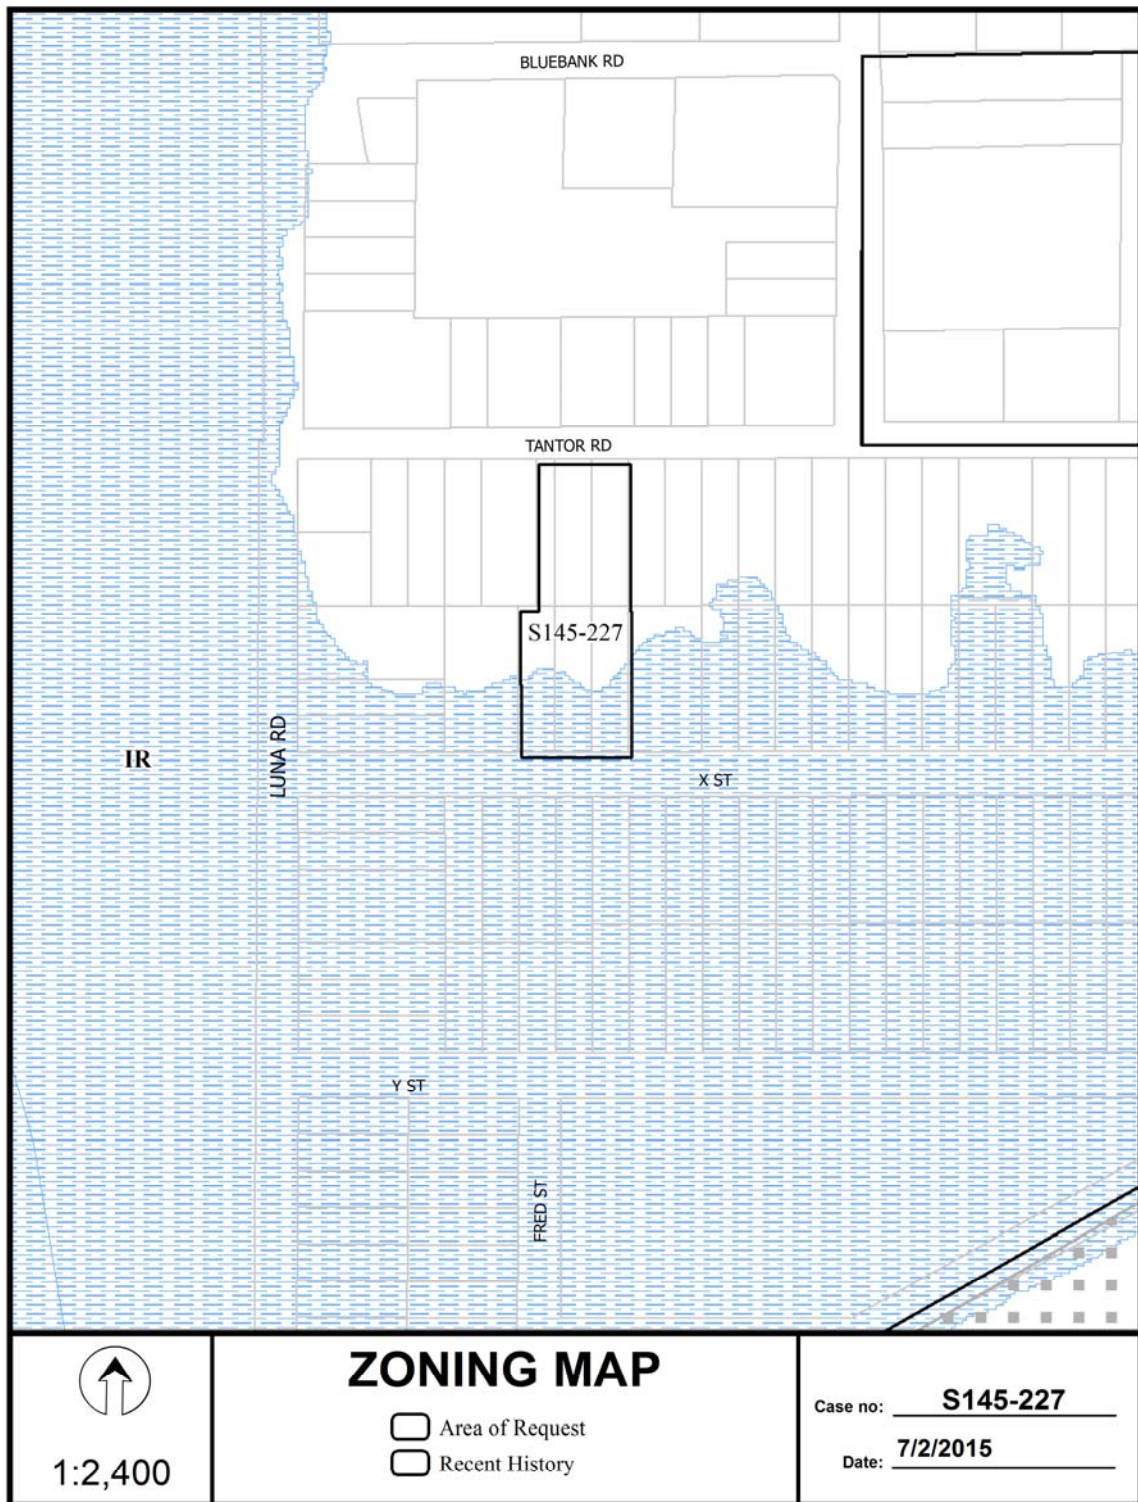 BLUEBANK RD
TANTOR RD
S145-227
LUNA RD
IR
X ST
Y ST
FRED ST
1:2,400
ZONING MAP
Area of Request
Recent History
Case no: S145-227
Date: 7/2/2015